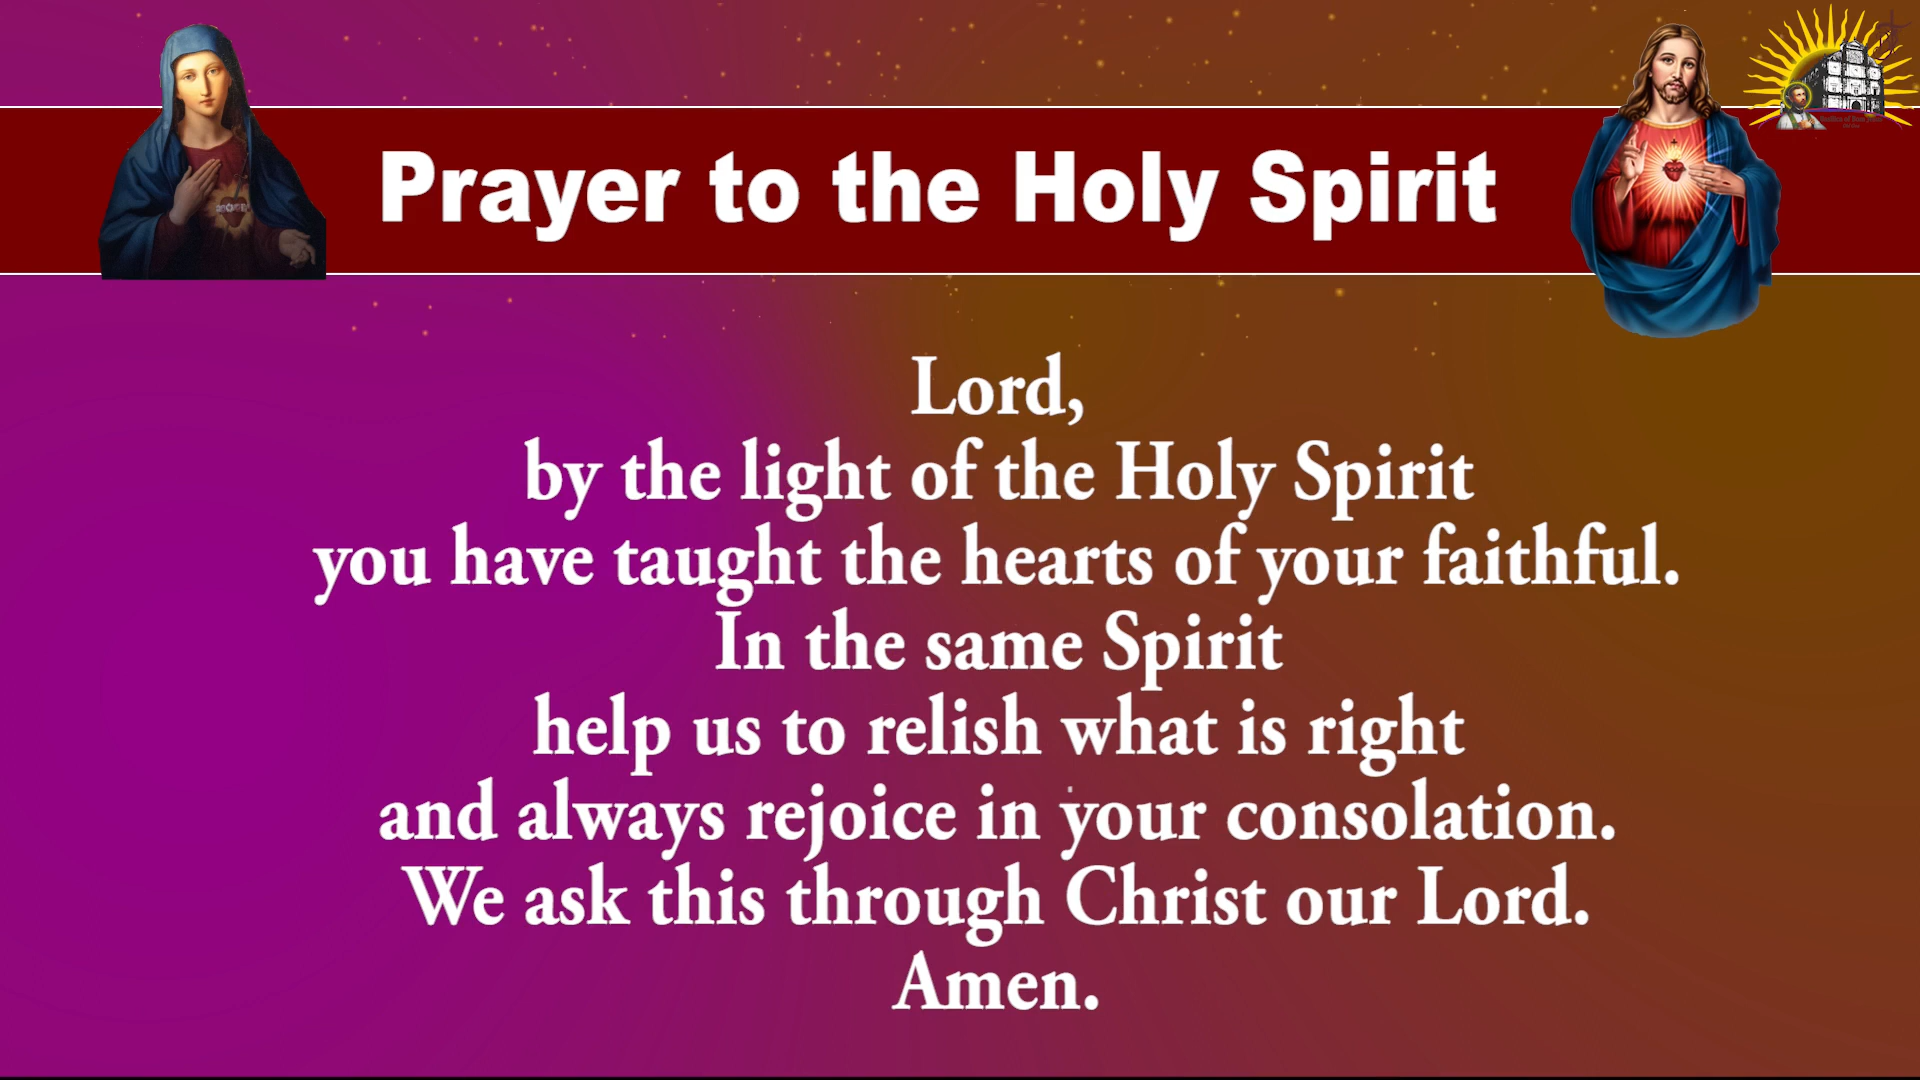 Prayer to the Holy Spirit
Lord,
by the light of the Holy Spirit
you have taught the hearts of your faithful.
In the same Spirit
help us to relish what is right
and always rejoice in your consolation.
We ask this through Christ our Lord.
Amen.